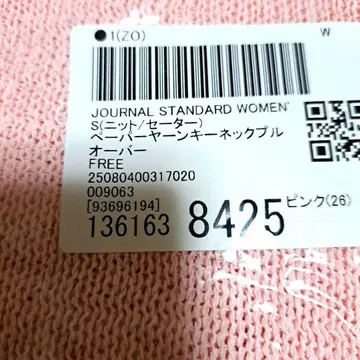 ●1(ZO) W
JOURNAL STANDARD WOMEN'
S(ニット/セーター)
ペーパーヤーンキーネックプル
オーバー
FREE
25080400317020
009063
[93696194]
136163 8425 ピンク(26)